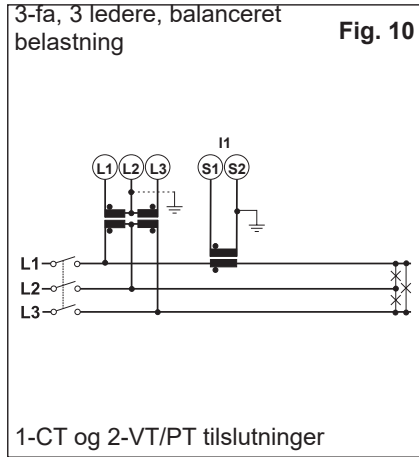 3-fa, 3 ledere, balanceret
belastning
Fig. 10
I1
L1 L2 L3 S1 S2
L1
L2
L3
1-CT og 2-VT/PT tilslutninger